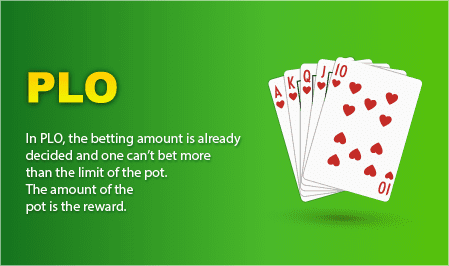 PLO
In PLO, the betting amount is already
decided and one can't bet more
than the limit of the pot.
The amount of the
pot is the reward.
A
K
Q
J
10
10